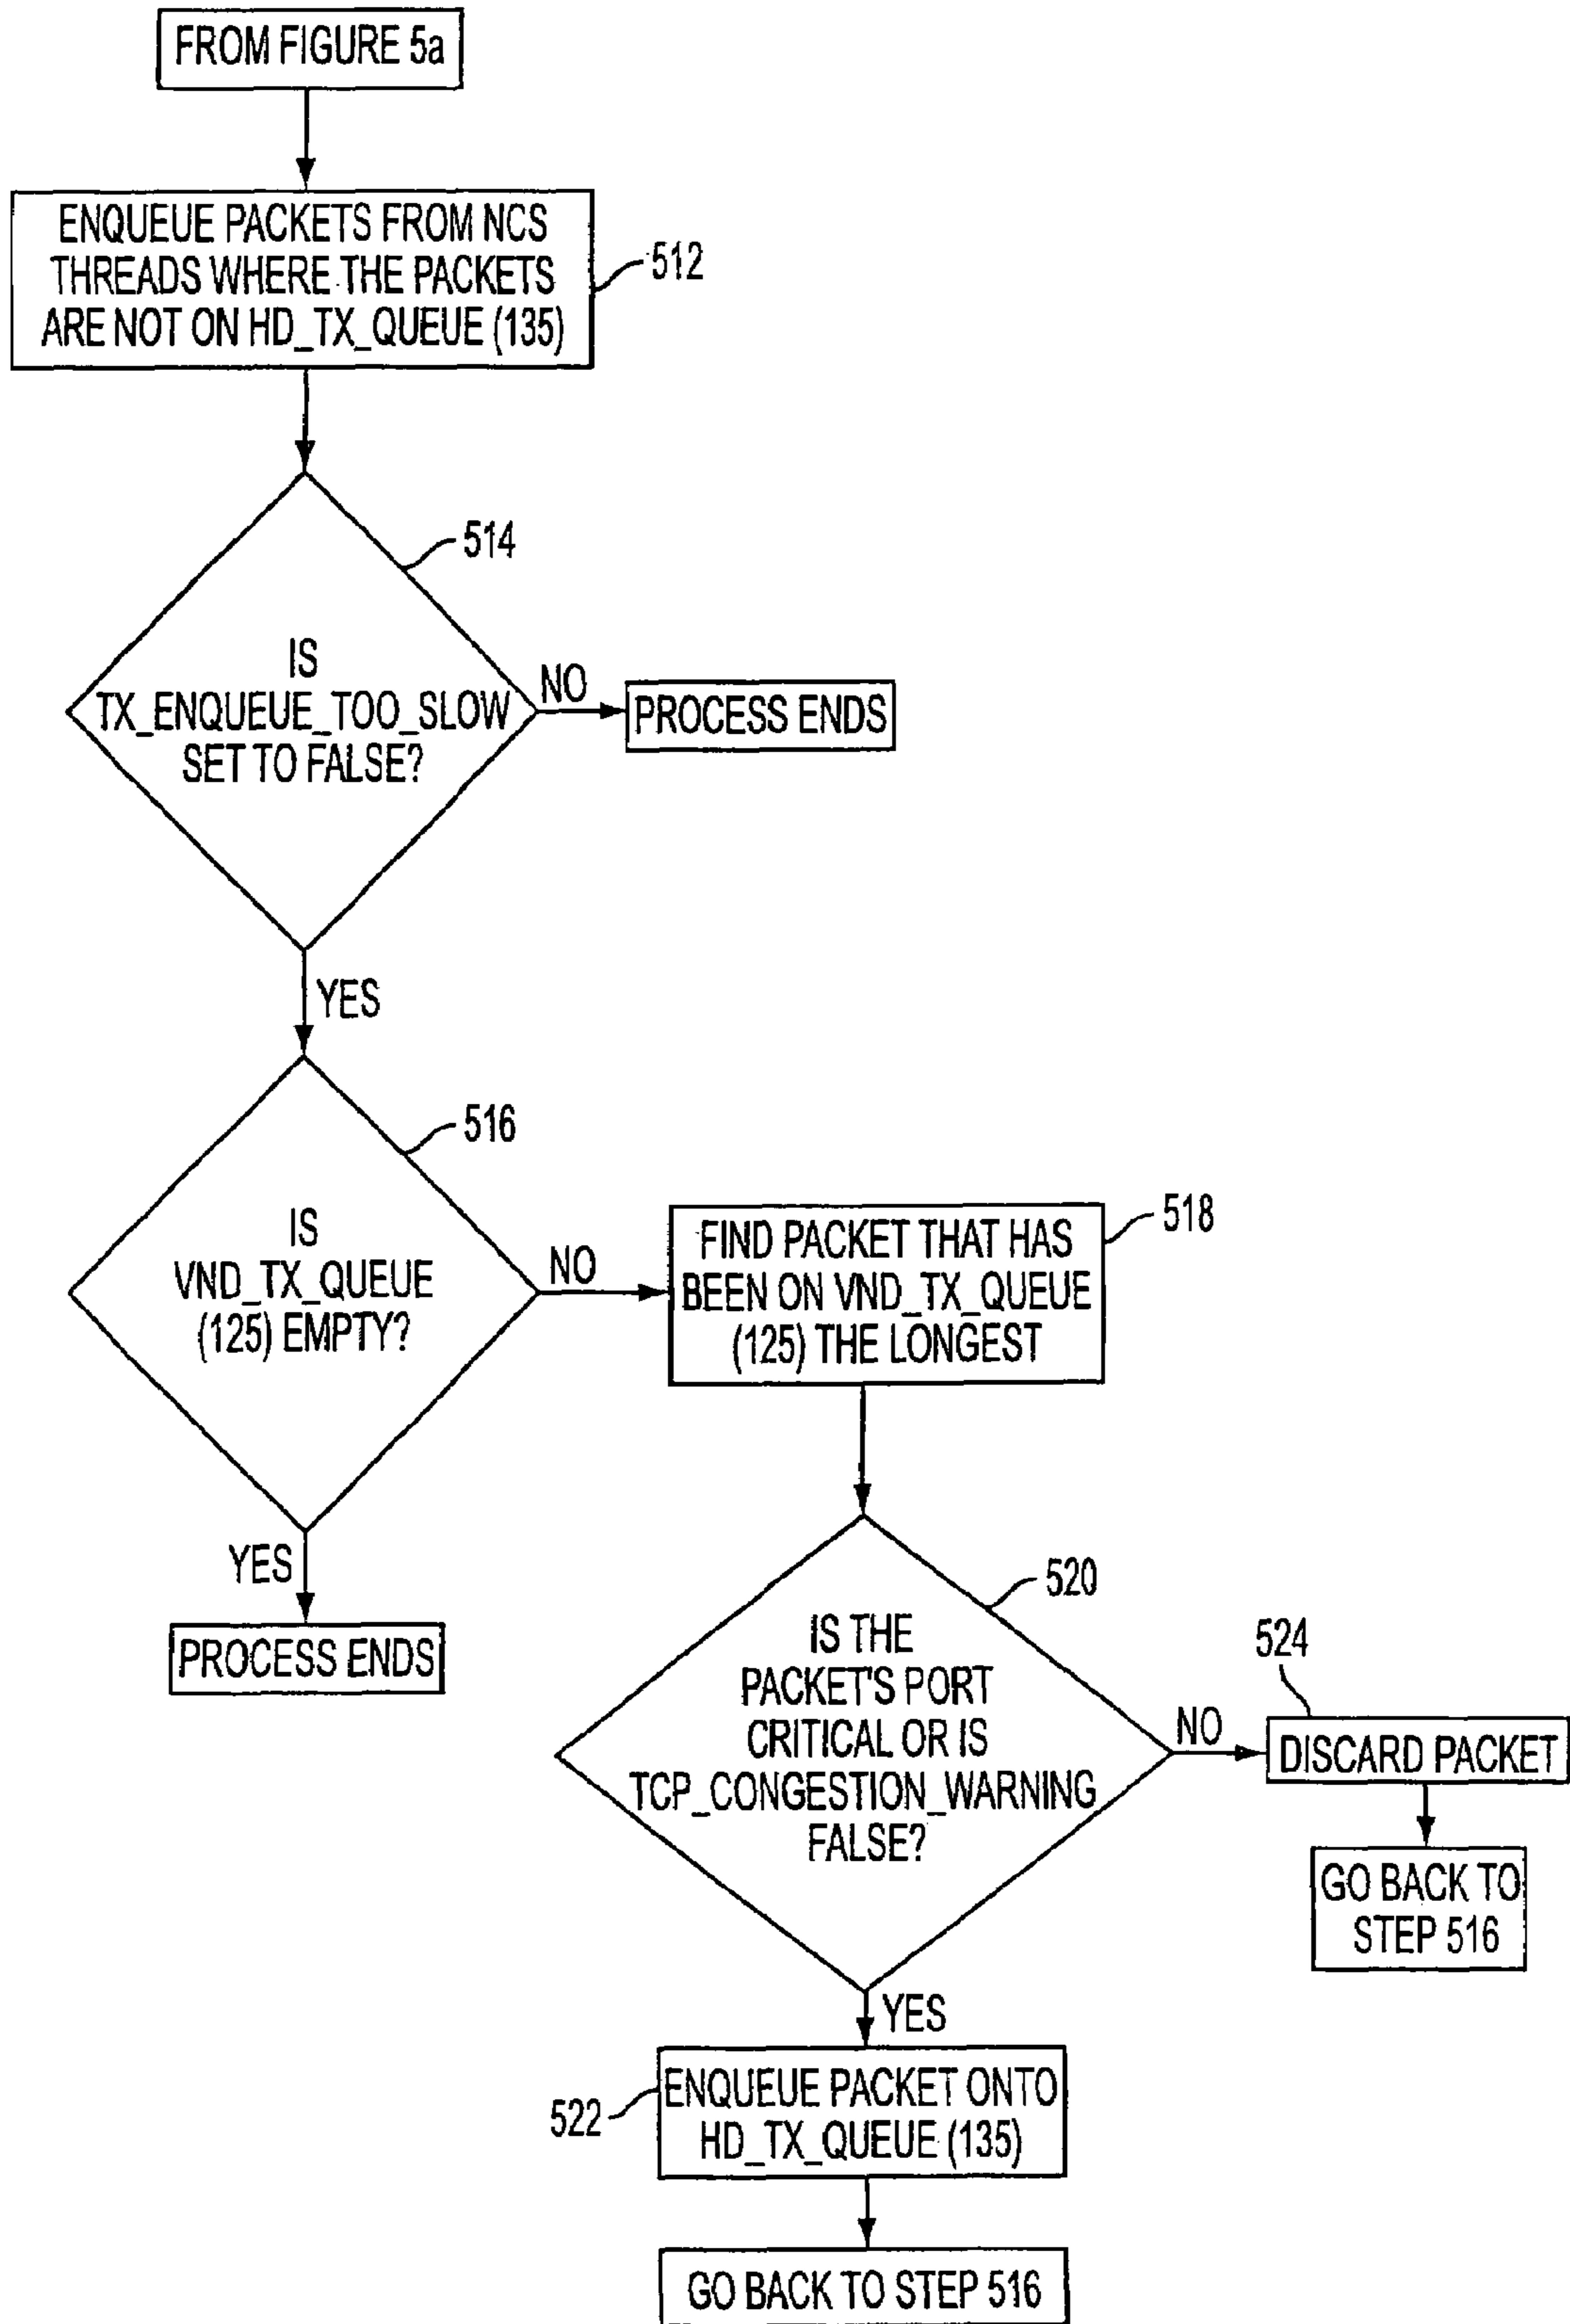 FROM FIGURE 5a
ENQUEUE PACKETS FROM NCS
THREADS WHERE THE PACKETS
ARE NOT ON HD_TX_QUEUE (135)
512
514
IS
TX_ENQUEUE_TOO_SLOW
SET TO FALSE?
NO
PROCESS ENDS
YES
516
IS
VND_TX_QUEUE
(125) EMPTY?
NO
518
FIND PACKET THAT HAS
BEEN ON VND_TX_QUEUE
(125) THE LONGEST
YES
PROCESS ENDS
520
IS THE
PACKET'S PORT
CRITICAL OR IS
TCP_CONGESTION_WARNING
FALSE?
NO
524
DISCARD PACKET
GO BACK TO
STEP 516
YES
522
ENQUEUE PACKET ONTO
HD_TX_QUEUE (135)
GO BACK TO STEP 516